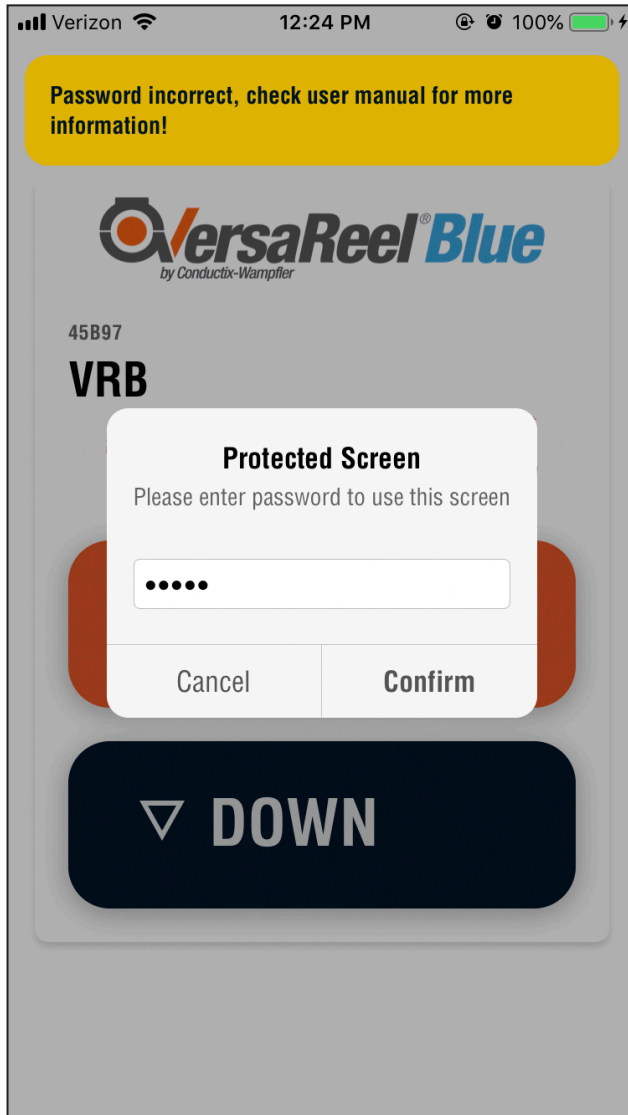 Verizon 12:24 PM 100%
Password incorrect, check user manual for more
information!
VersaReel® Blue
by Conductix-Wampfler
45B97
VRB
Protected Screen
Please enter password to use this screen
•••••
Cancel Confirm
▽ DOWN